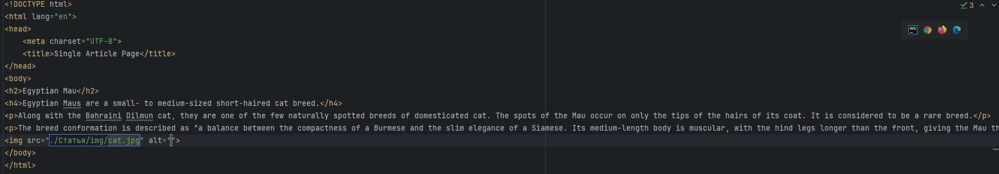 <!DOCTYPE html>
3
<html lang="en">
<head>
WS
<meta charset="UTF-8">
<title>Single Article Page</title>
</head>
<body>
<h2>Egyptian Mau</h2>
<h4>Egyptian Maus are a small- to medium-sized short-haired cat breed.</h4>
<p>Along with the Bahraini Dilmun cat, they are one of the few naturally spotted breeds of domesticated cat. The spots of the Mau occur on only the tips of the hairs of its coat. It is considered to be a rare breed.</p>
<p>The breed conformation is described as "a balance between the compactness of a Burmese and the slim elegance of a Siamese. Its medium-length body is muscular, with the hind legs longer than the front, giving the Mau th
<img src="./Статья/img/cat.jpg" alt="">
</body>
</html>